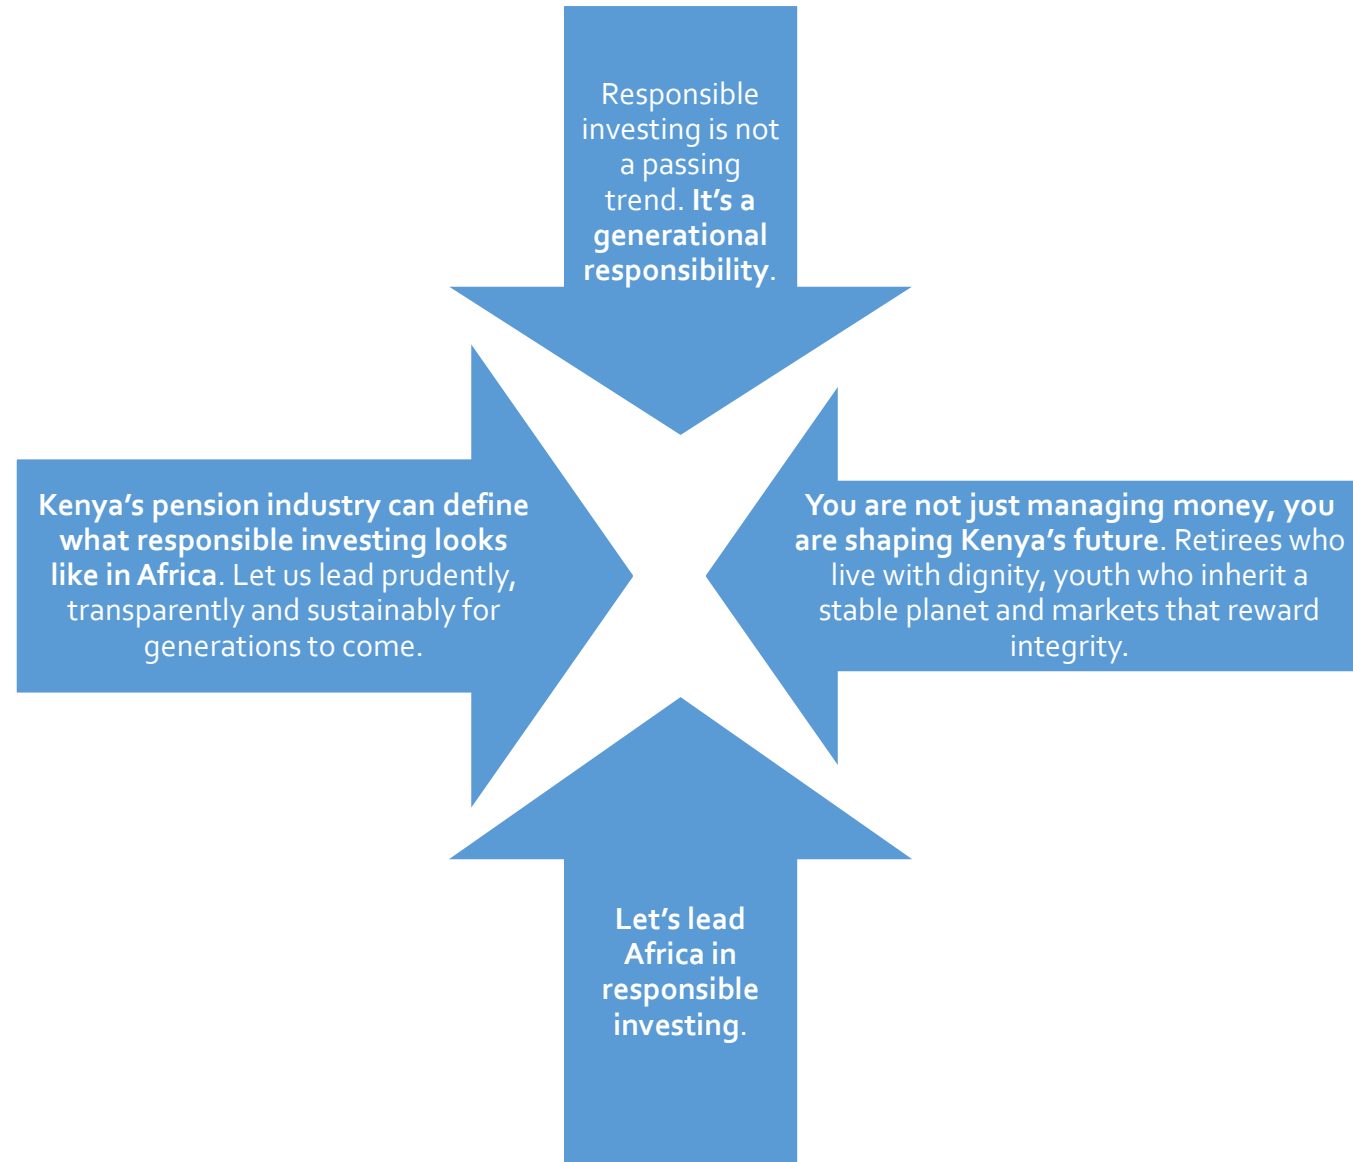 Responsible
investing is not
a passing
trend. It’s a
generational
responsibility.
Kenya’s pension industry can define
what responsible investing looks
like in Africa. Let us lead prudently,
transparently and sustainably for
generations to come.
You are not just managing money, you
are shaping Kenya’s future. Retirees who
live with dignity, youth who inherit a
stable planet and markets that reward
integrity.
Let’s lead
Africa in
responsible
investing.